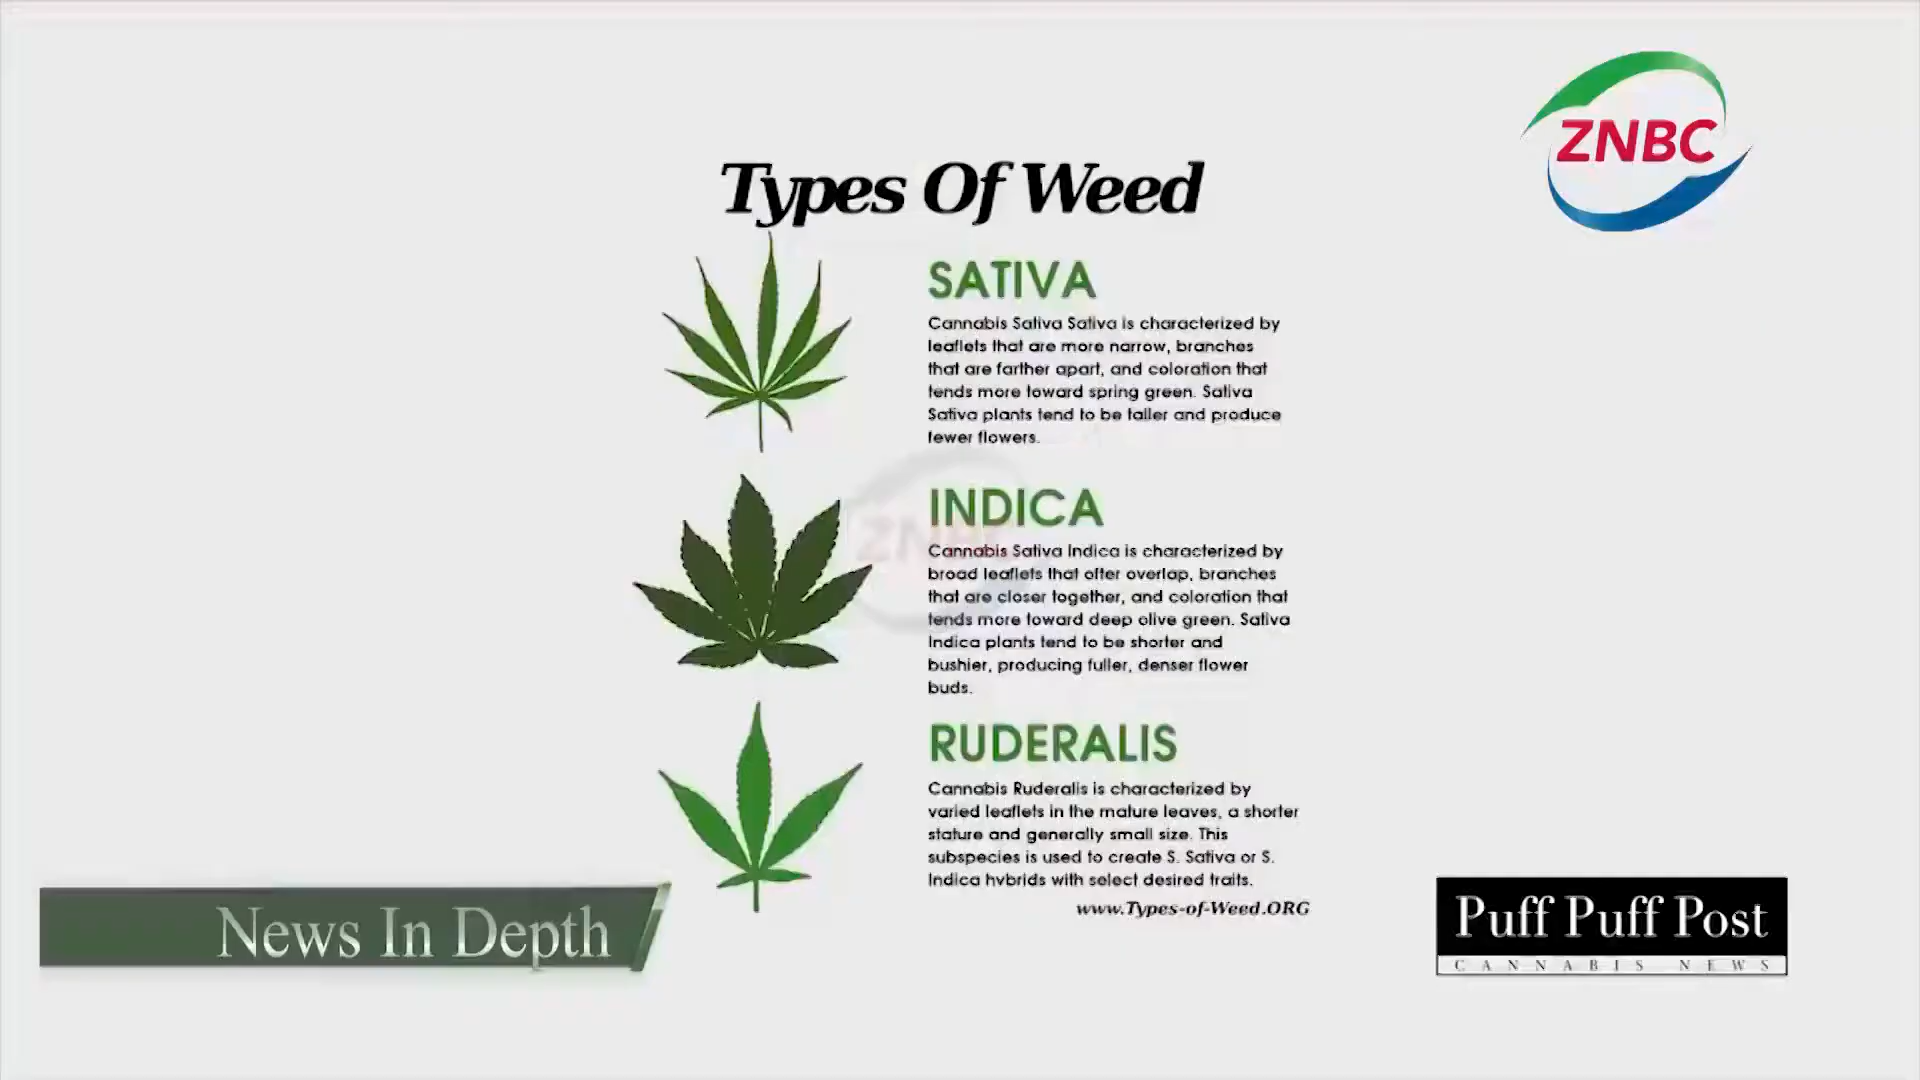 ZNBC
Types Of Weed
SATIVA
Cannabis Sativa Sativa is characterized by
leaflets that are more narrow, branches
that are farther apart, and coloration that
tends more toward spring green. Sativa
Sativa plants tend to be taller and produce
fewer flowers.
INDICA
ZNBC
Cannabis Sativa Indica is characterized by
broad leaflets that ofter overlap, branches
that are closer together, and coloration that
tends more toward deep olive green. Sativa
Indica plants tend to be shorter and
bushier, producing fuller, denser flower
buds.
RUDERALIS
Cannabis Ruderalis is characterized by
varied leaflets in the mature leaves, a shorter
stature and generally small size. This
subspecies is used to create S. Sativa or S.
Indica hybrids with select desired traits.
www.Types-of-Weed.ORG
News In Depth
Puff Puff Post
CANNABIS NEWS